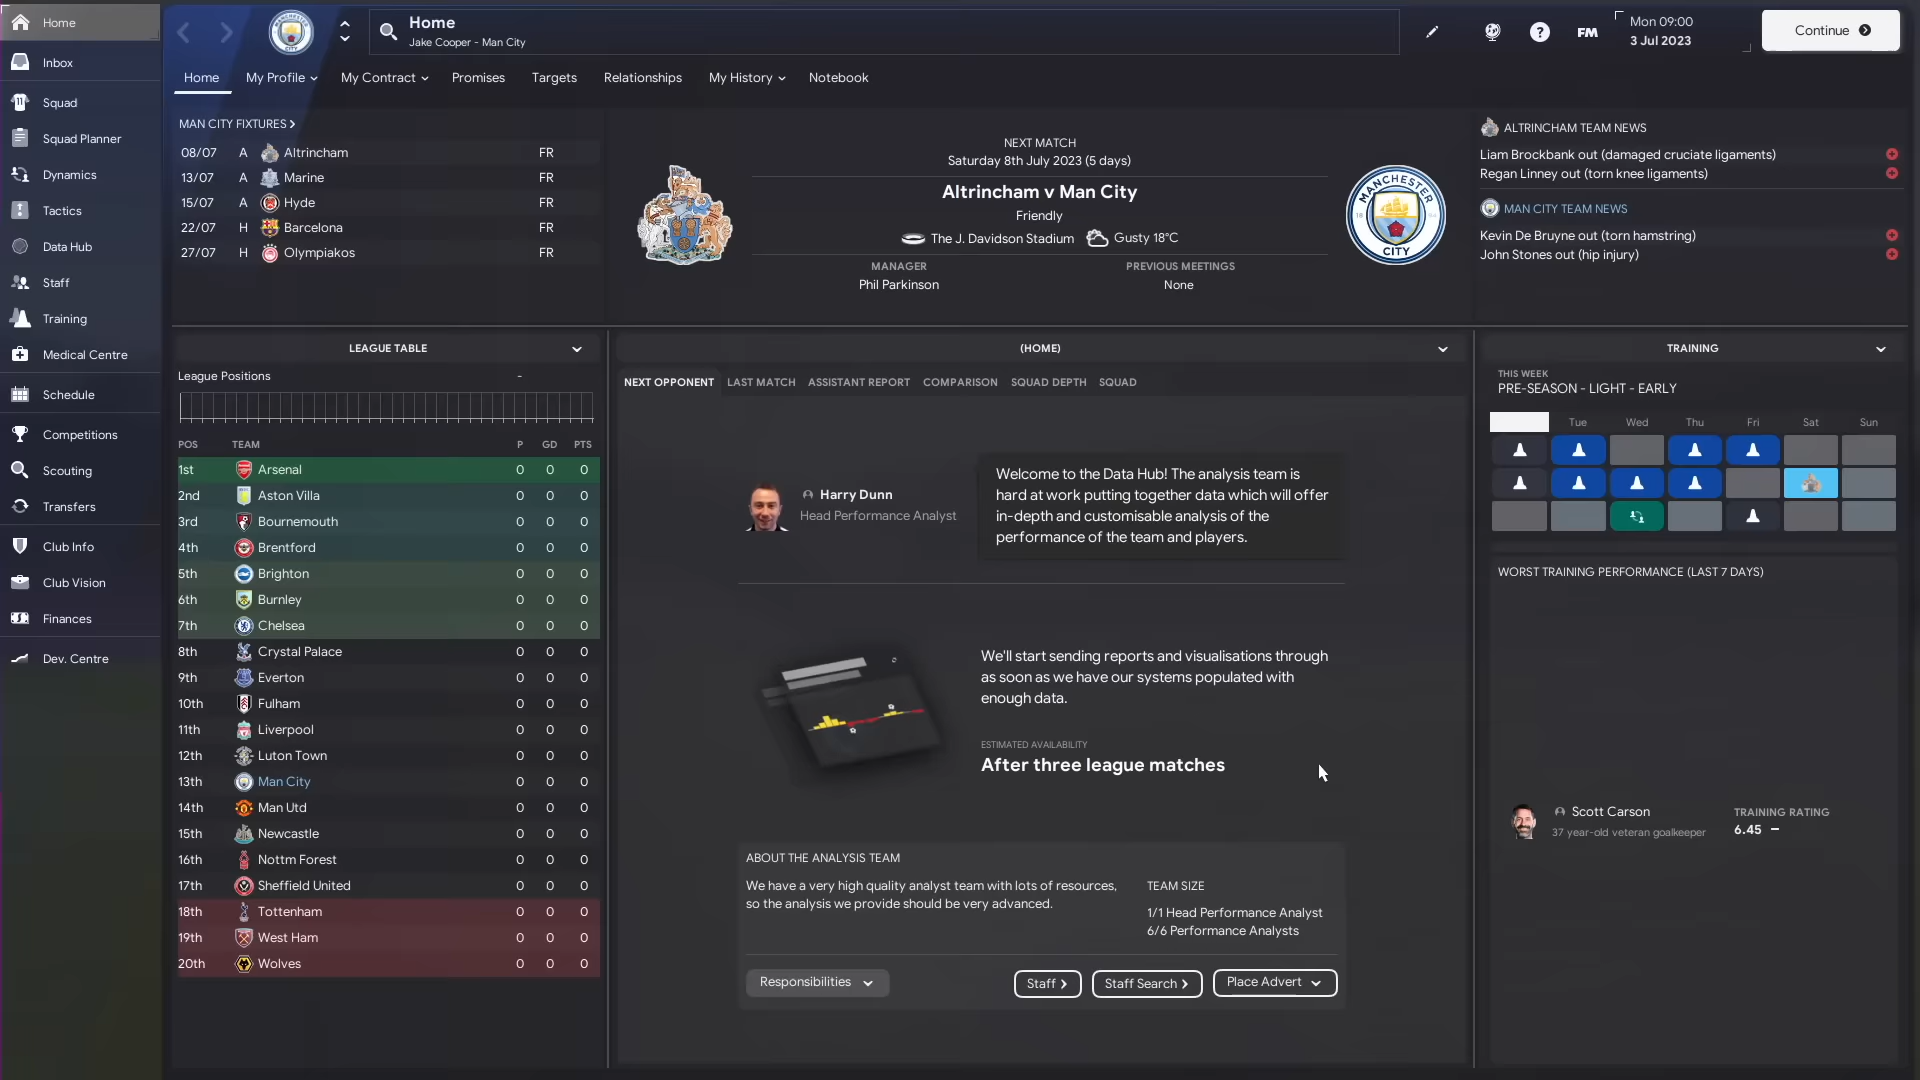 Home
Inbox
Squad
Squad Planner
Dynamics
Tactics
Data Hub
Staff
Training
Medical Centre
Schedule
Competitions
Scouting
Transfers
Club Info
Club Vision
Finances
Dev. Centre
Home
Jake Cooper - Man City
FM
Mon 09:00
3 Jul 2023
Continue
Home My Profile My Contract Promises Targets Relationships My History Notebook
MAN CITY FIXTURES
08/07 A Altrincham FR
13/07 A Marine FR
15/07 A Hyde FR
22/07 H Barcelona FR
27/07 H Olympiakos FR
NEXT MATCH
Saturday 8th July 2023 (5 days)
Altrincham v Man City
Friendly
The J. Davidson Stadium Gusty 18°C
MANAGER PREVIOUS MEETINGS
Phil Parkinson None
MANCHESTER
18 94
CITY
ALTRINCHAM TEAM NEWS
Liam Brockbank out (damaged cruciate ligaments)
Regan Linney out (torn knee ligaments)
MAN CITY TEAM NEWS
Kevin De Bruyne out (torn hamstring)
John Stones out (hip injury)
LEAGUE TABLE
League Positions -
POS TEAM P GD PTS
1st Arsenal 0 0 0
2nd Aston Villa 0 0 0
3rd Bournemouth 0 0 0
4th Brentford 0 0 0
5th Brighton 0 0 0
6th Burnley 0 0 0
7th Chelsea 0 0 0
8th Crystal Palace 0 0 0
9th Everton 0 0 0
10th Fulham 0 0 0
11th Liverpool 0 0 0
12th Luton Town 0 0 0
13th Man City 0 0 0
14th Man Utd 0 0 0
15th Newcastle 0 0 0
16th Nottm Forest 0 0 0
17th Sheffield United 0 0 0
18th Tottenham 0 0 0
19th West Ham 0 0 0
20th Wolves 0 0 0
(HOME)
NEXT OPPONENT LAST MATCH ASSISTANT REPORT COMPARISON SQUAD DEPTH SQUAD
Harry Dunn
Head Performance Analyst
Welcome to the Data Hub! The analysis team is
hard at work putting together data which will offer
in-depth and customisable analysis of the
performance of the team and players.
We'll start sending reports and visualisations through
as soon as we have our systems populated with
enough data.
ESTIMATED AVAILABILITY
After three league matches
ABOUT THE ANALYSIS TEAM
We have a very high quality analyst team with lots of resources,
so the analysis we provide should be very advanced.
TEAM SIZE
1/1 Head Performance Analyst
6/6 Performance Analysts
Responsibilities Staff Staff Search Place Advert
TRAINING
THIS WEEK
PRE-SEASON - LIGHT - EARLY
Tue Wed Thu Fri Sat Sun
WORST TRAINING PERFORMANCE (LAST 7 DAYS)
Scott Carson
37 year-old veteran goalkeeper
TRAINING RATING
6.45 –